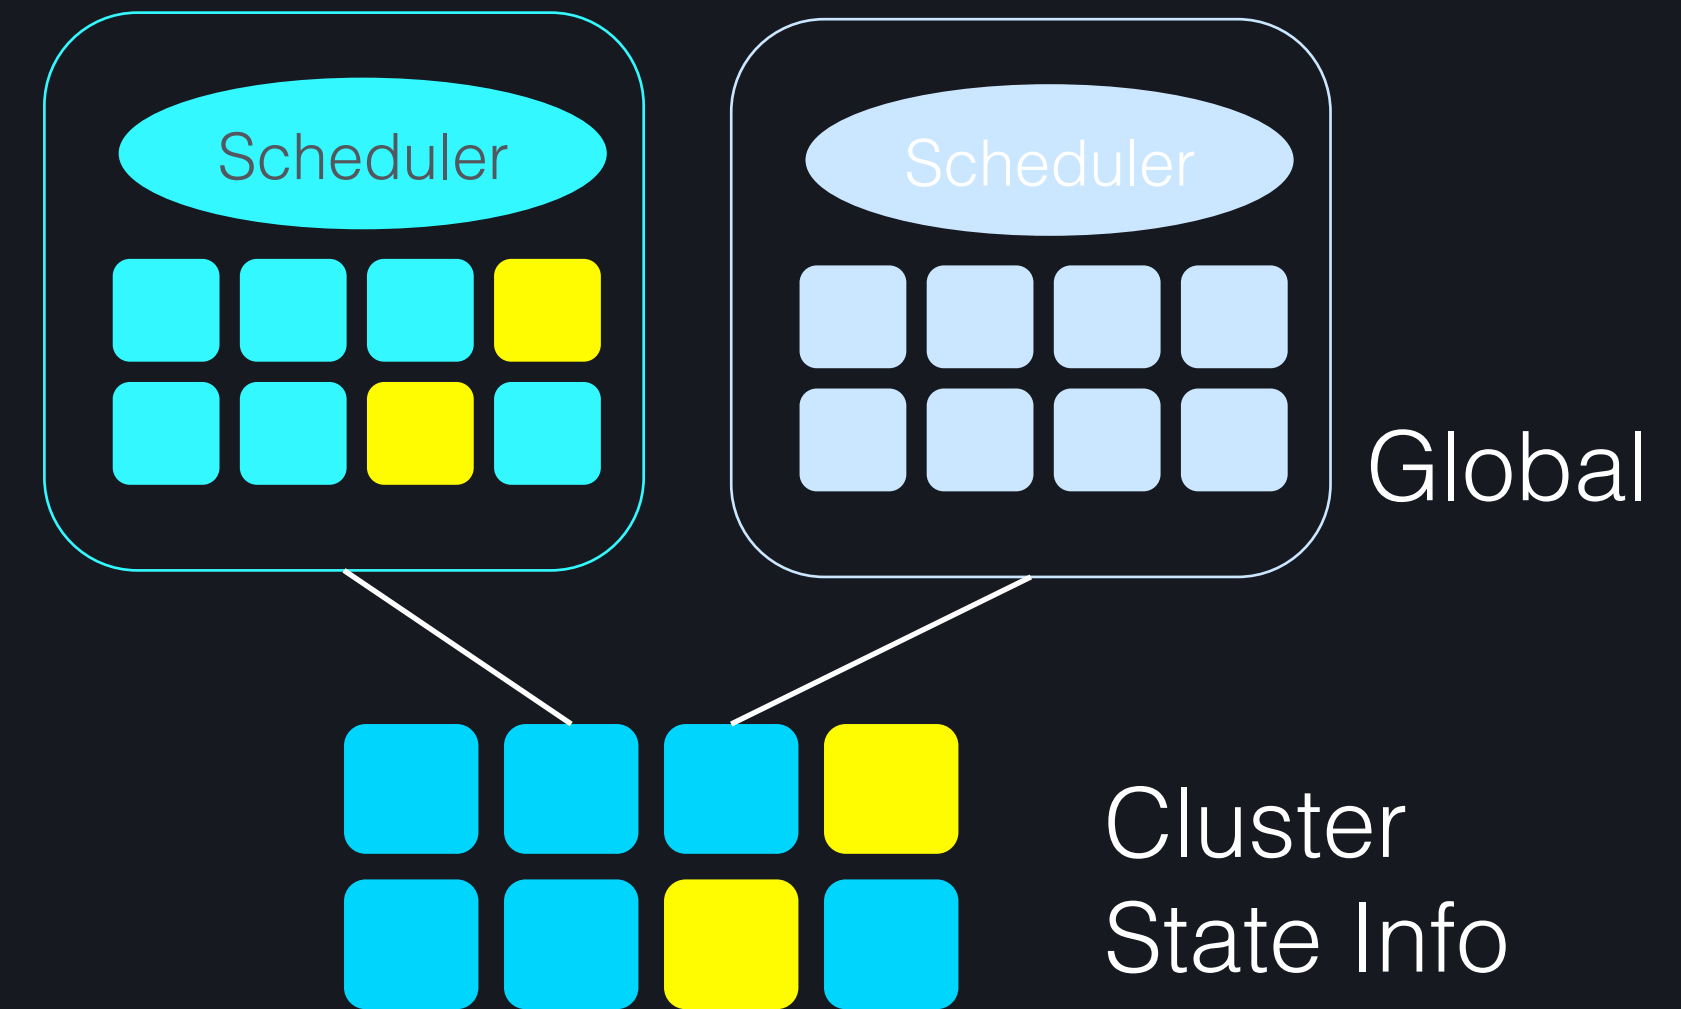 Scheduler
Scheduler
Global
Cluster
State Info